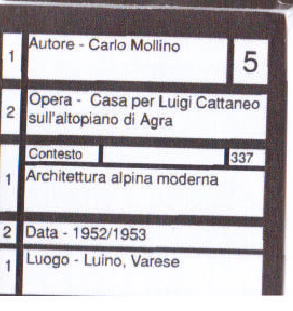 1 Autore - Carlo Mollino 5
2 Opera - Casa per Luigi Cattaneo
sull'altopiano di Agra
Contesto 337
1 Architettura alpina moderna
2 Data - 1952/1953
1 Luogo - Luino, Varese